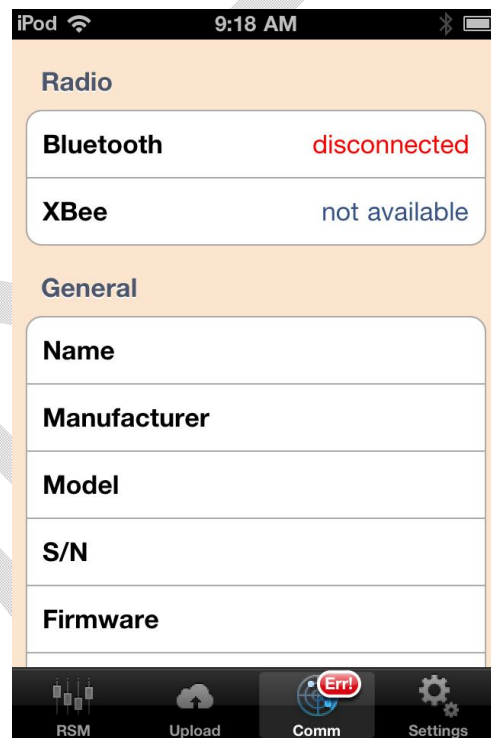 iPod 9:18 AM
Radio
Bluetooth disconnected
XBee not available
General
Name
Manufacturer
Model
S/N
Firmware
Err!
RSM Upload Comm Settings